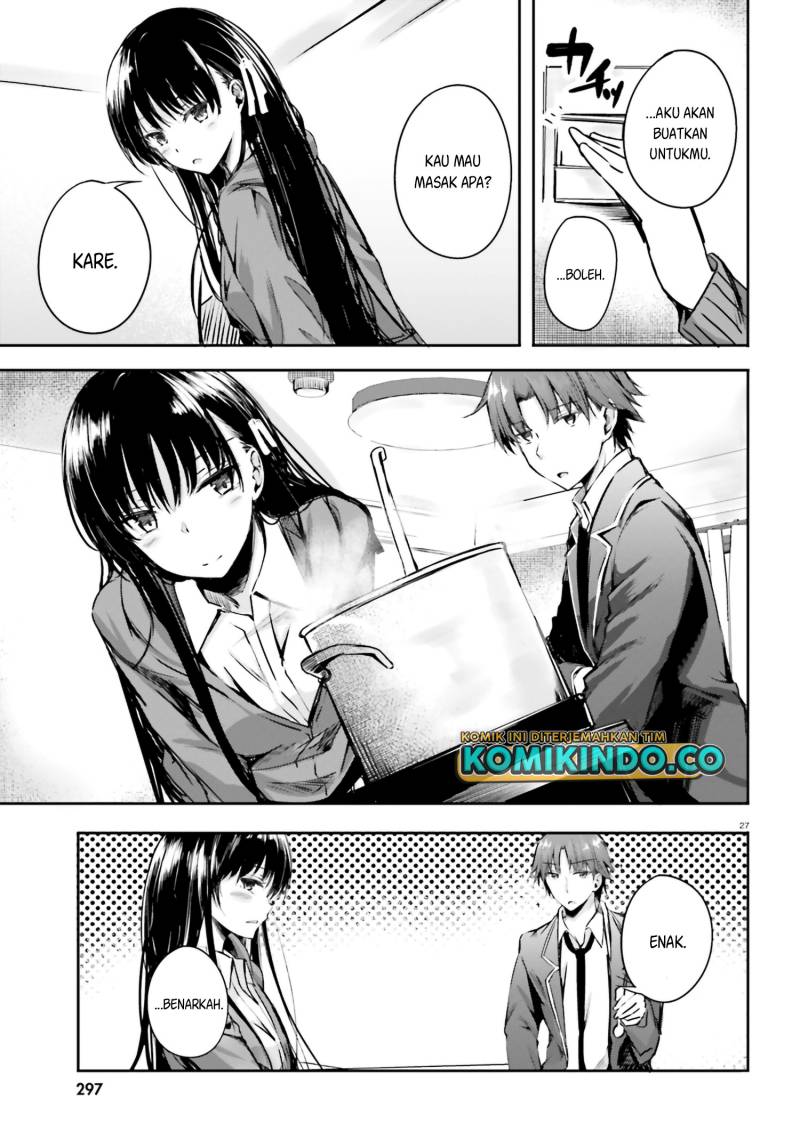 カチッ
...AKU AKAN
BUATKAN
UNTUKMU.
...BOLEH.
KAU MAU
MASAK APA?
KARE.
KOMIK INI DITERJEMAHKAN TIM
KOMIKINDO.CO
27
ENAK.
...BENARKAH.
297